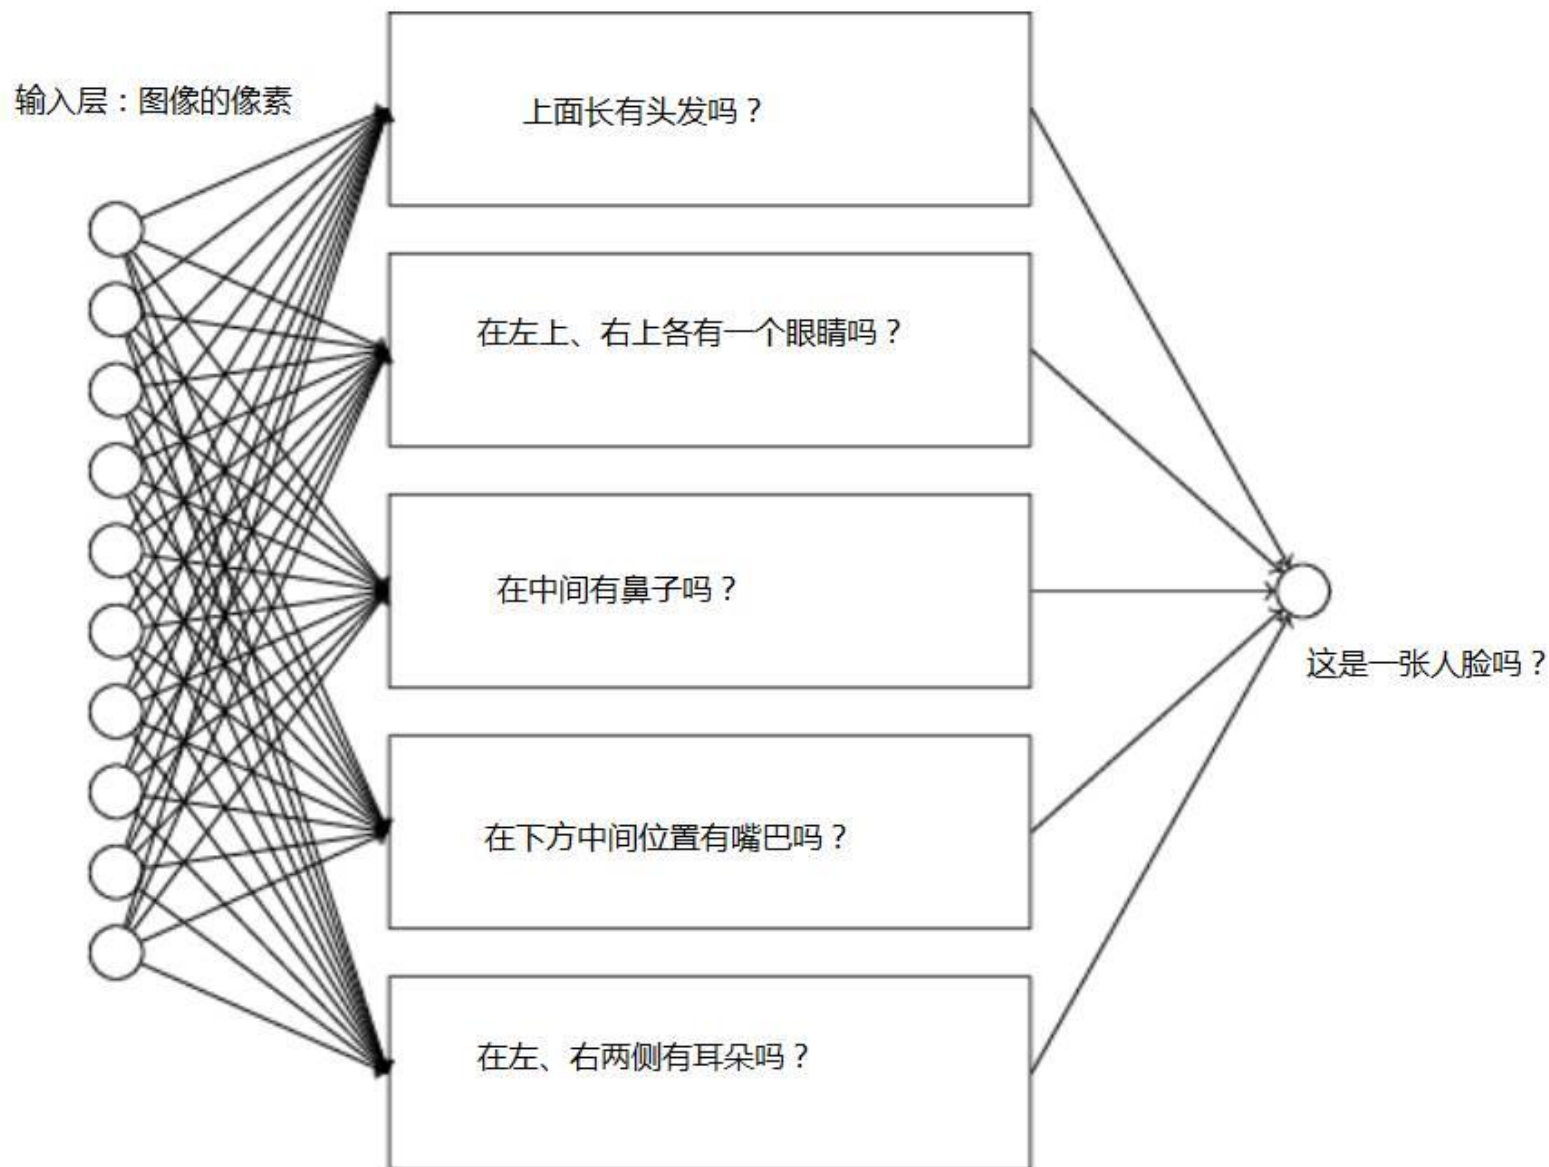 输入层：图像的像素
上面长有头发吗？
在左上、右上各有一个眼睛吗？
在中间有鼻子吗？
这是一张人脸吗？
在下方中间位置有嘴巴吗？
在左、右两侧有耳朵吗？